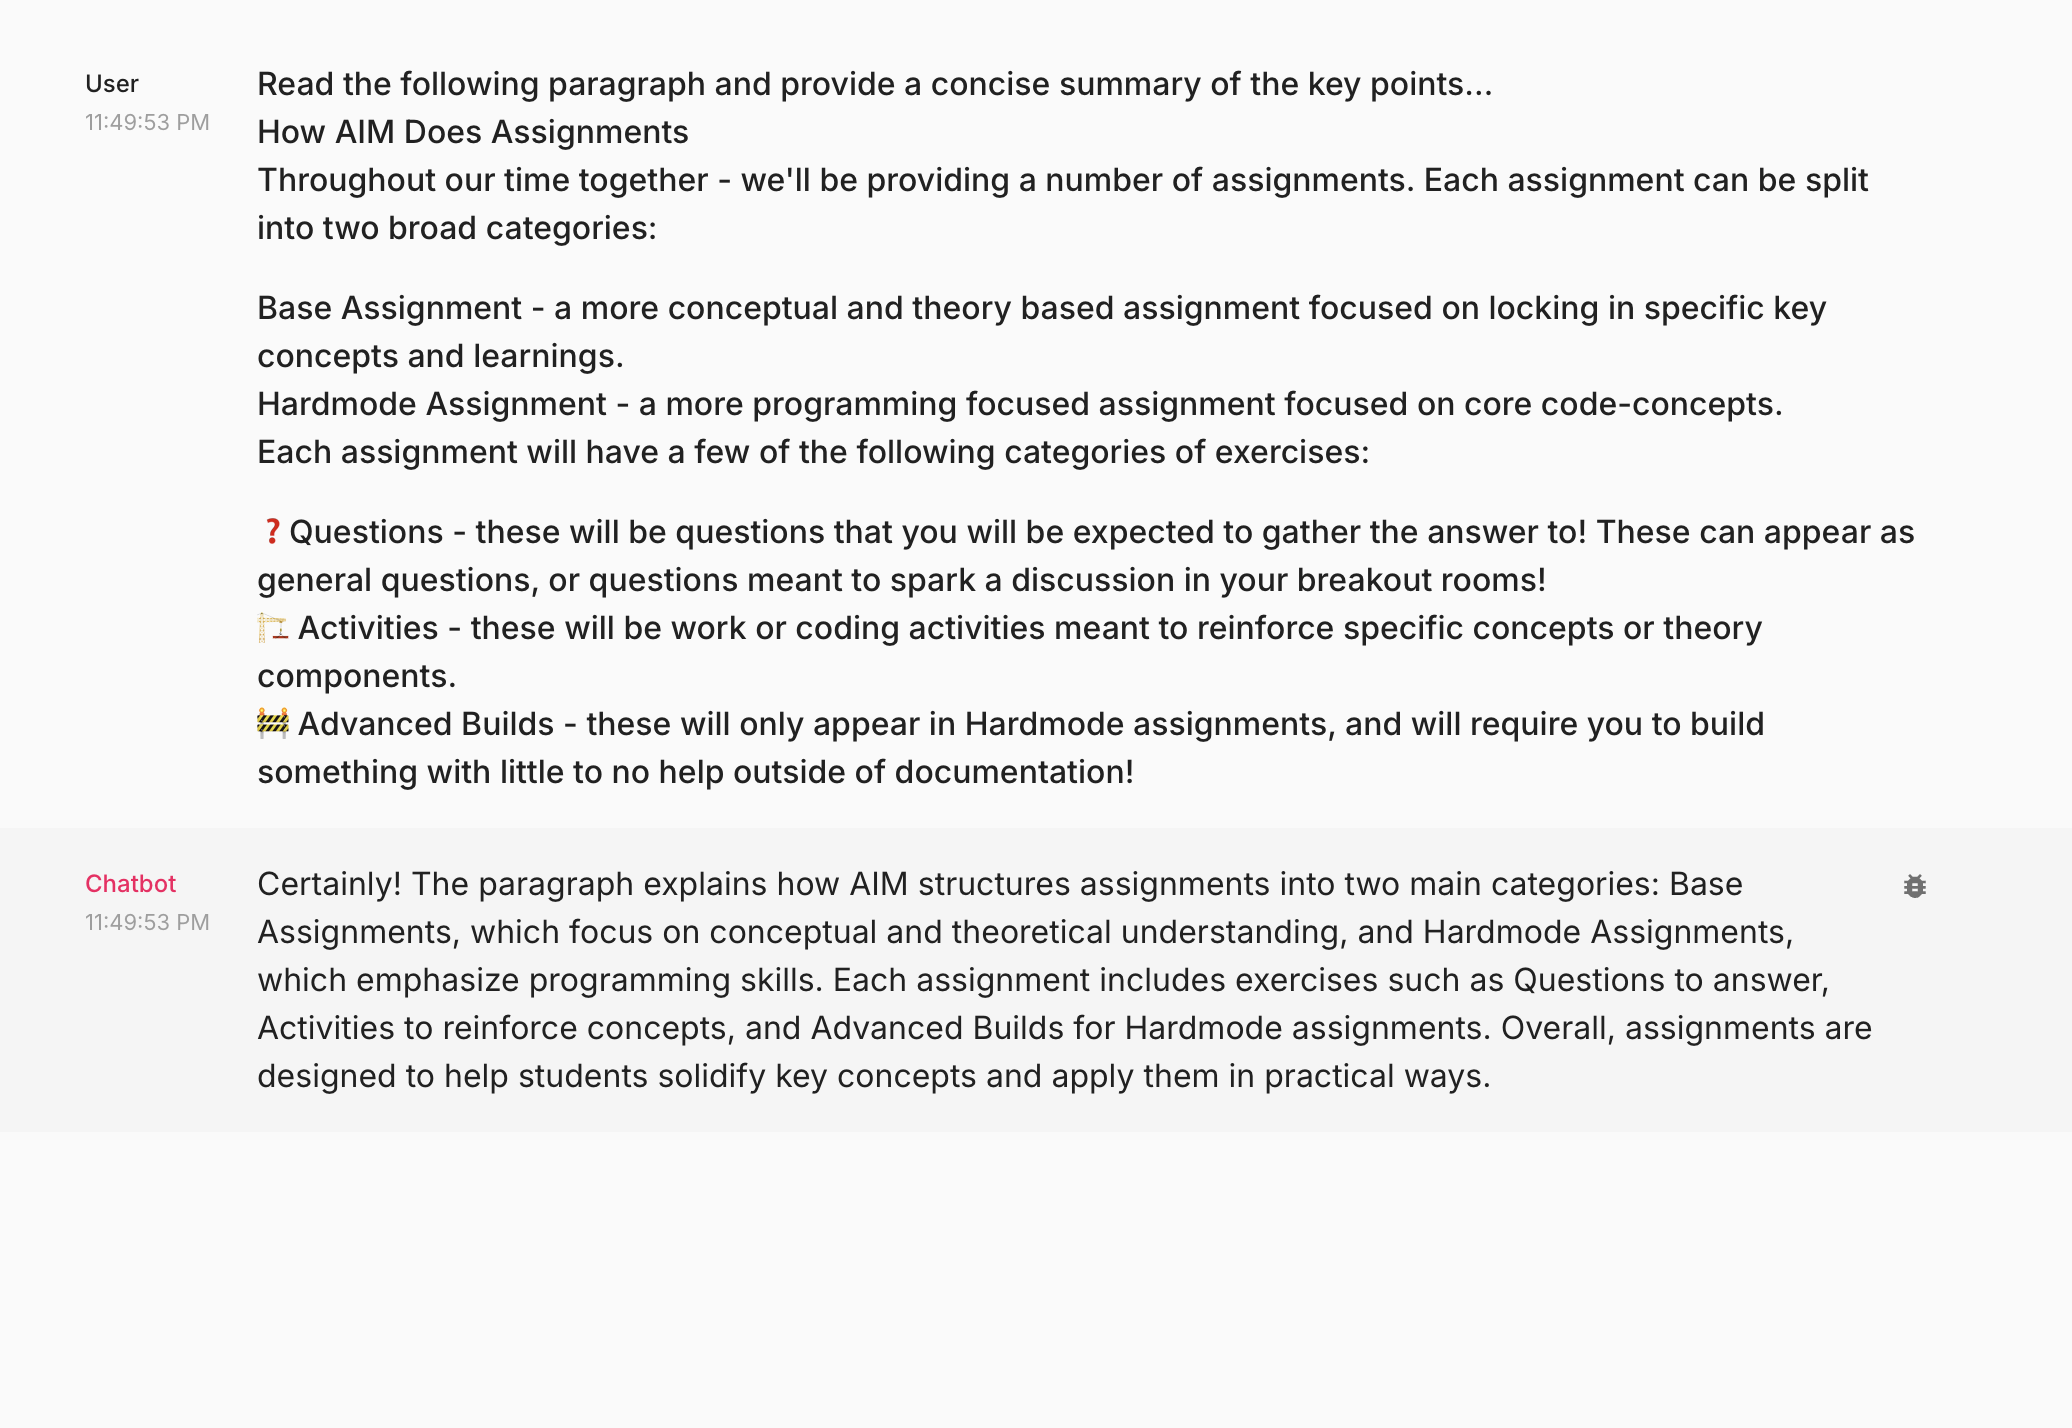 User
11:49:53 PM
Read the following paragraph and provide a concise summary of the key points...
How AIM Does Assignments
Throughout our time together - we'll be providing a number of assignments. Each assignment can be split
into two broad categories:
Base Assignment - a more conceptual and theory based assignment focused on locking in specific key
concepts and learnings.
Hardmode Assignment - a more programming focused assignment focused on core code-concepts.
Each assignment will have a few of the following categories of exercises:
❓Questions - these will be questions that you will be expected to gather the answer to! These can appear as
general questions, or questions meant to spark a discussion in your breakout rooms!
🏗️ Activities - these will be work or coding activities meant to reinforce specific concepts or theory
components.
🚧 Advanced Builds - these will only appear in Hardmode assignments, and will require you to build
something with little to no help outside of documentation!
Chatbot
11:49:53 PM
Certainly! The paragraph explains how AIM structures assignments into two main categories: Base
Assignments, which focus on conceptual and theoretical understanding, and Hardmode Assignments,
which emphasize programming skills. Each assignment includes exercises such as Questions to answer,
Activities to reinforce concepts, and Advanced Builds for Hardmode assignments. Overall, assignments are
designed to help students solidify key concepts and apply them in practical ways.